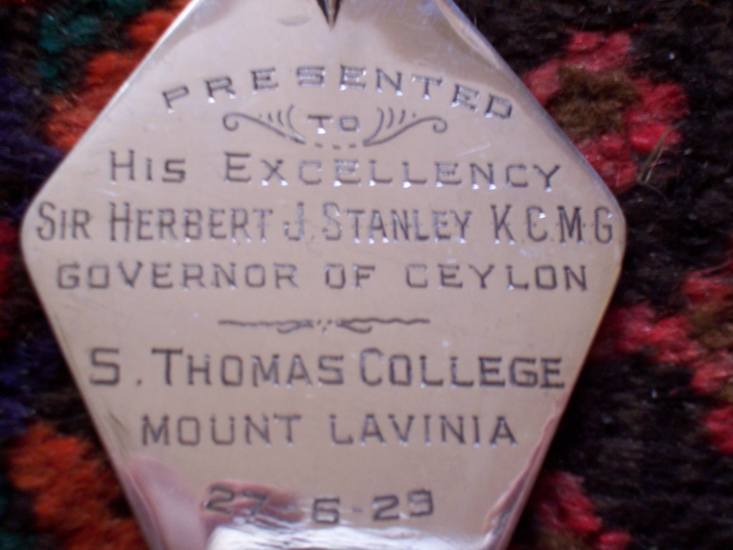 PRESENTED
TO
HIS EXCELLENCY
SIR HERBERT J. STANLEY K.C.M.G
GOVERNOR OF CEYLON
S. THOMAS COLLEGE
MOUNT LAVINIA
27-6-29